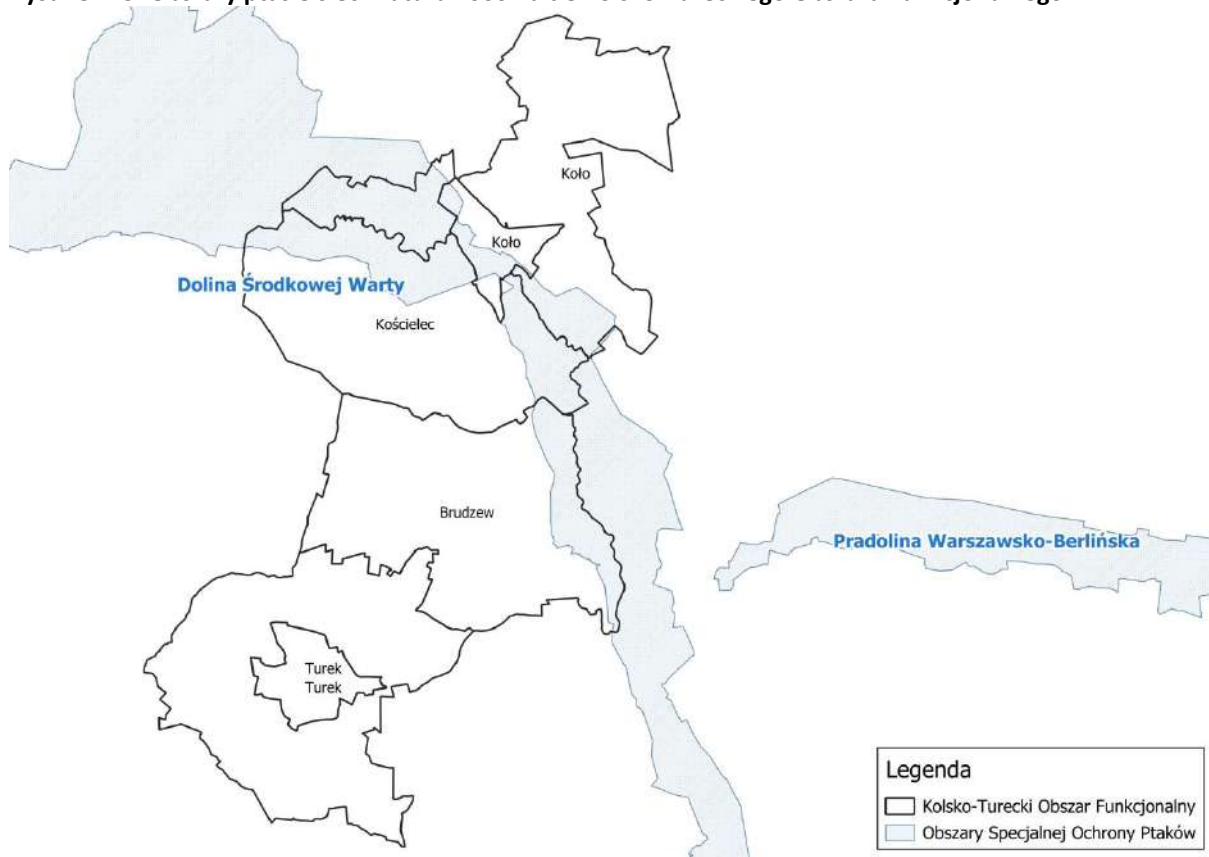 Koło
Koło
Dolina Środkowej Warty
Kościelec
Brudzew
Pradolina Warszawsko-Berlińska
Turek
Turek
Legenda
Kolsko-Turecki Obszar Funkcjonalny
Obszary Specjalnej Ochrony Ptaków